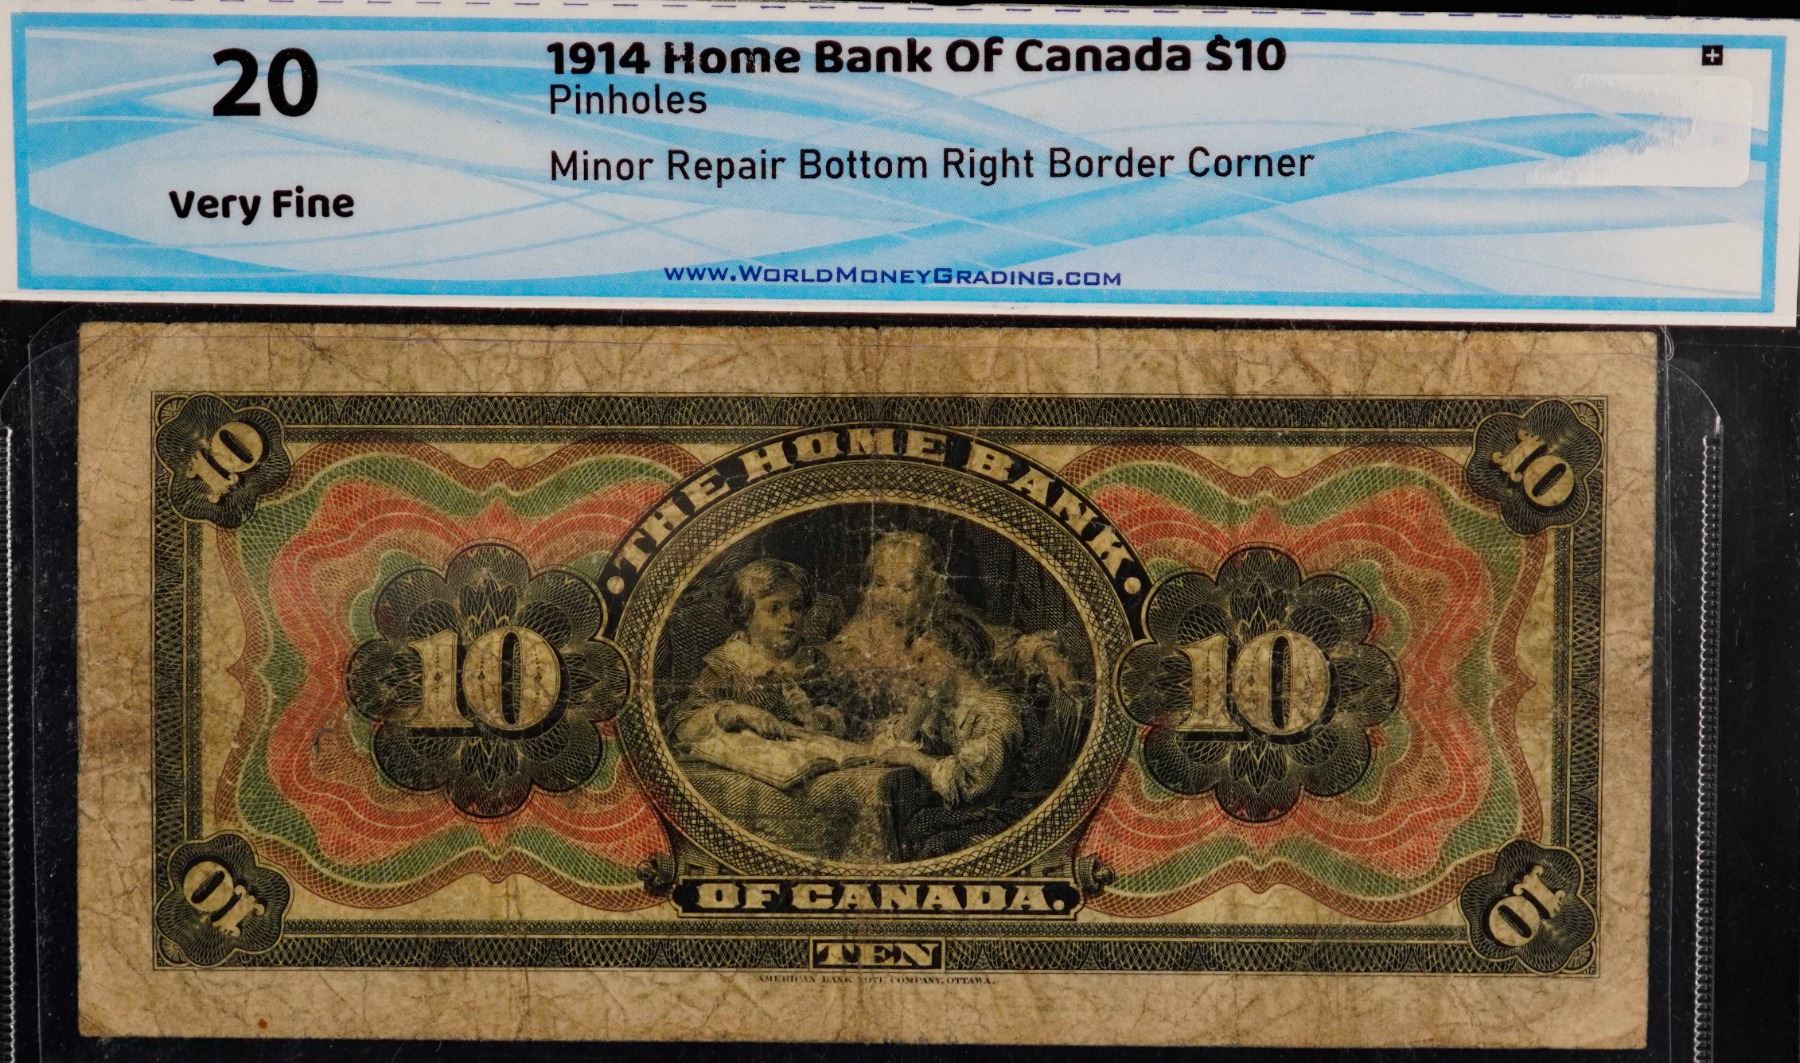 20
Very Fine
1914 Home Bank Of Canada $10
Pinholes
Minor Repair Bottom Right Border Corner
www.WorldMoneyGrading.com
10
10
THE HOME BANK
10
10
OF CANADA.
10
10
TEN
AMERICAN BANK NOTE COMPANY, OTTAWA.